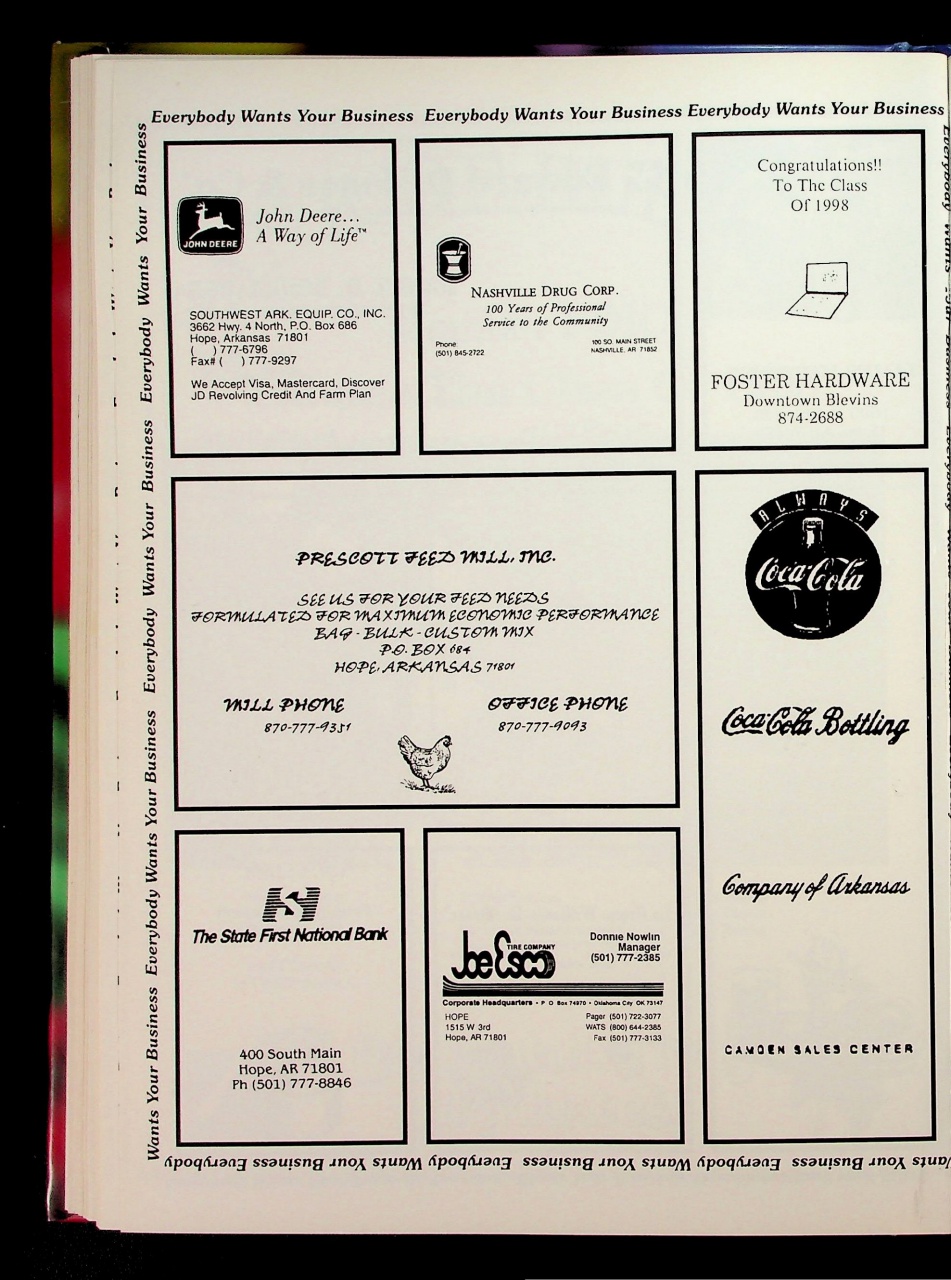 Everybody Wants Your Business Everybody Wants Your Business Everybody Wants Your Business
Wants Your Business Everybody Wants Your Business Everybody Wants Your Business Everybody Wants Your Business Everybody Wants Your Business
JOHN DEERE
John Deere...
A Way of Life™
SOUTHWEST ARK. EQUIP. CO., INC.
3662 Hwy. 4 North, P.O. Box 686
Hope, Arkansas 71801
( ) 777-6796
Fax# ( ) 777-9297
We Accept Visa, Mastercard, Discover
JD Revolving Credit And Farm Plan
NASHVILLE DRUG CORP.
100 Years of Professional
Service to the Community
Phone:
(501) 845-2722
100 SO. MAIN STREET
NASHVILLE, AR 71852
Congratulations!!
To The Class
Of 1998
FOSTER HARDWARE
Downtown Blevins
874-2688
PRESCOTT FEED MILL, INC.
SEE US FOR YOUR FEED NEEDS
FORMULATED FOR MAXIMUM ECONOMIC PERFORMANCE
BAG - BULK - CUSTOM MIX
P.O. BOX 684
HOPE, ARKANSAS 71801
MILL PHONE
870-777-9351
OFFICE PHONE
870-777-9093
ALWAYS
Coca-Cola
Coca-Cola Bottling
Company of Arkansas
CAMDEN SALES CENTER
The State First National Bank
400 South Main
Hope, AR 71801
Ph (501) 777-8846
Joe Esco
TIRE COMPANY
Donnie Nowlin
Manager
(501) 777-2385
Corporate Headquarters • P O Box 74970 • Oklahoma City OK 73147
HOPE
1515 W 3rd
Hope, AR 71801
Pager (501) 722-3077
WATS (800) 644-2385
Fax (501) 777-3133
Wants Your Business Everybody Wants Your Business Everybody Wants Your Business Everybody